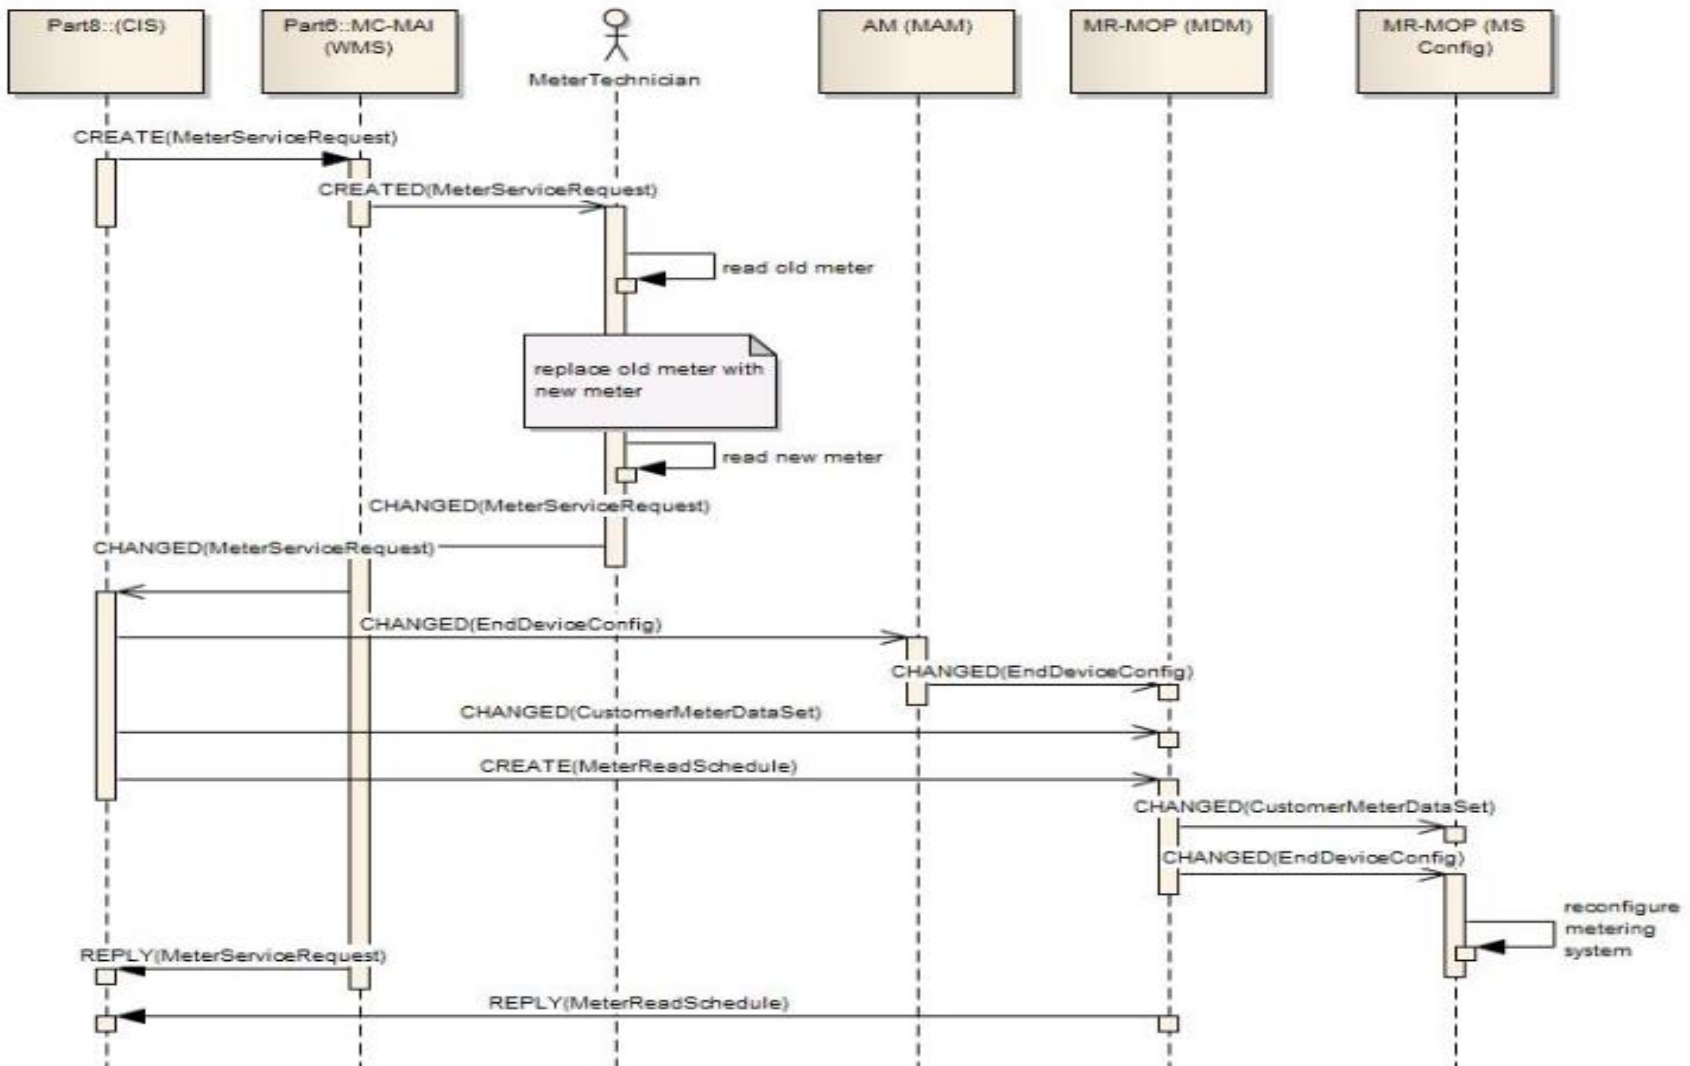 Part8::(CIS)
Part6::MC-MAI
(WMS)
MeterTechnician
AM (MAM)
MR-MOP (MDM)
MR-MOP (MS
Config)
CREATE(MeterServiceRequest)
CREATED(MeterServiceRequest)
read old meter
replace old meter with
new meter
read new meter
CHANGED(MeterServiceRequest)
CHANGED(MeterServiceRequest)
CHANGED(EndDeviceConfig)
CHANGED(EndDeviceConfig)
CHANGED(CustomerMeterDataSet)
CREATE(MeterReadSchedule)
CHANGED(CustomerMeterDataSet)
CHANGED(EndDeviceConfig)
reconfigure
metering
system
REPLY(MeterServiceRequest)
REPLY(MeterReadSchedule)